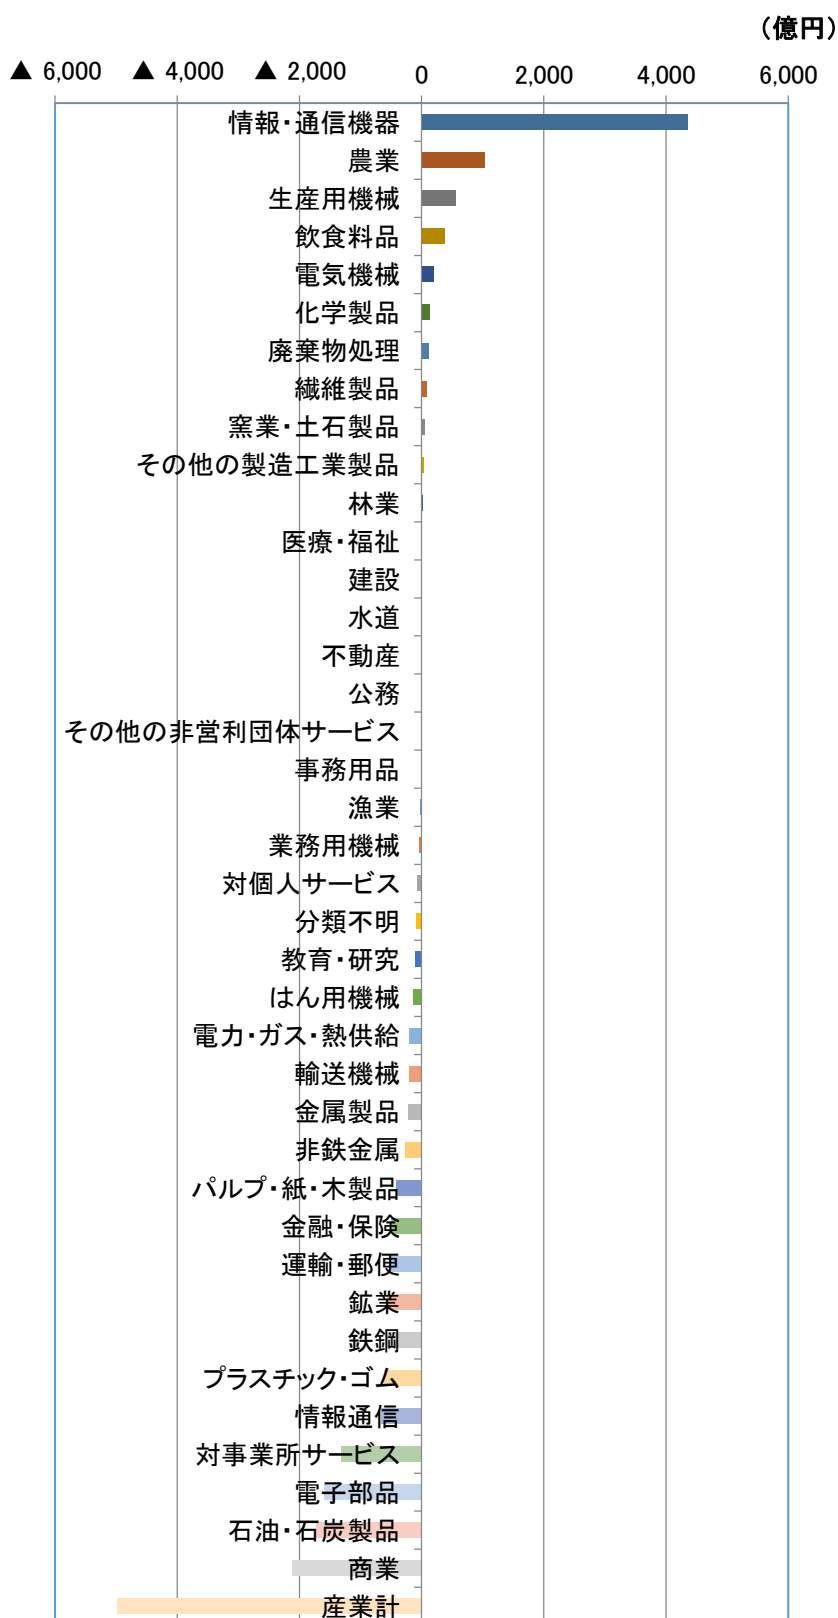 （億円）
▲ 6,000 ▲ 4,000 ▲ 2,000 0 2,000 4,000 6,000
情報・通信機器
農業
生産用機械
飲食料品
電気機械
化学製品
廃棄物処理
繊維製品
窯業・土石製品
その他の製造工業製品
林業
医療・福祉
建設
水道
不動産
公務
その他の非営利団体サービス
事務用品
漁業
業務用機械
対個人サービス
分類不明
教育・研究
はん用機械
電力・ガス・熱供給
輸送機械
金属製品
非鉄金属
パルプ・紙・木製品
金融・保険
運輸・郵便
鉱業
鉄鋼
プラスチック・ゴム
情報通信
対事業所サービス
電子部品
石油・石炭製品
商業
産業計